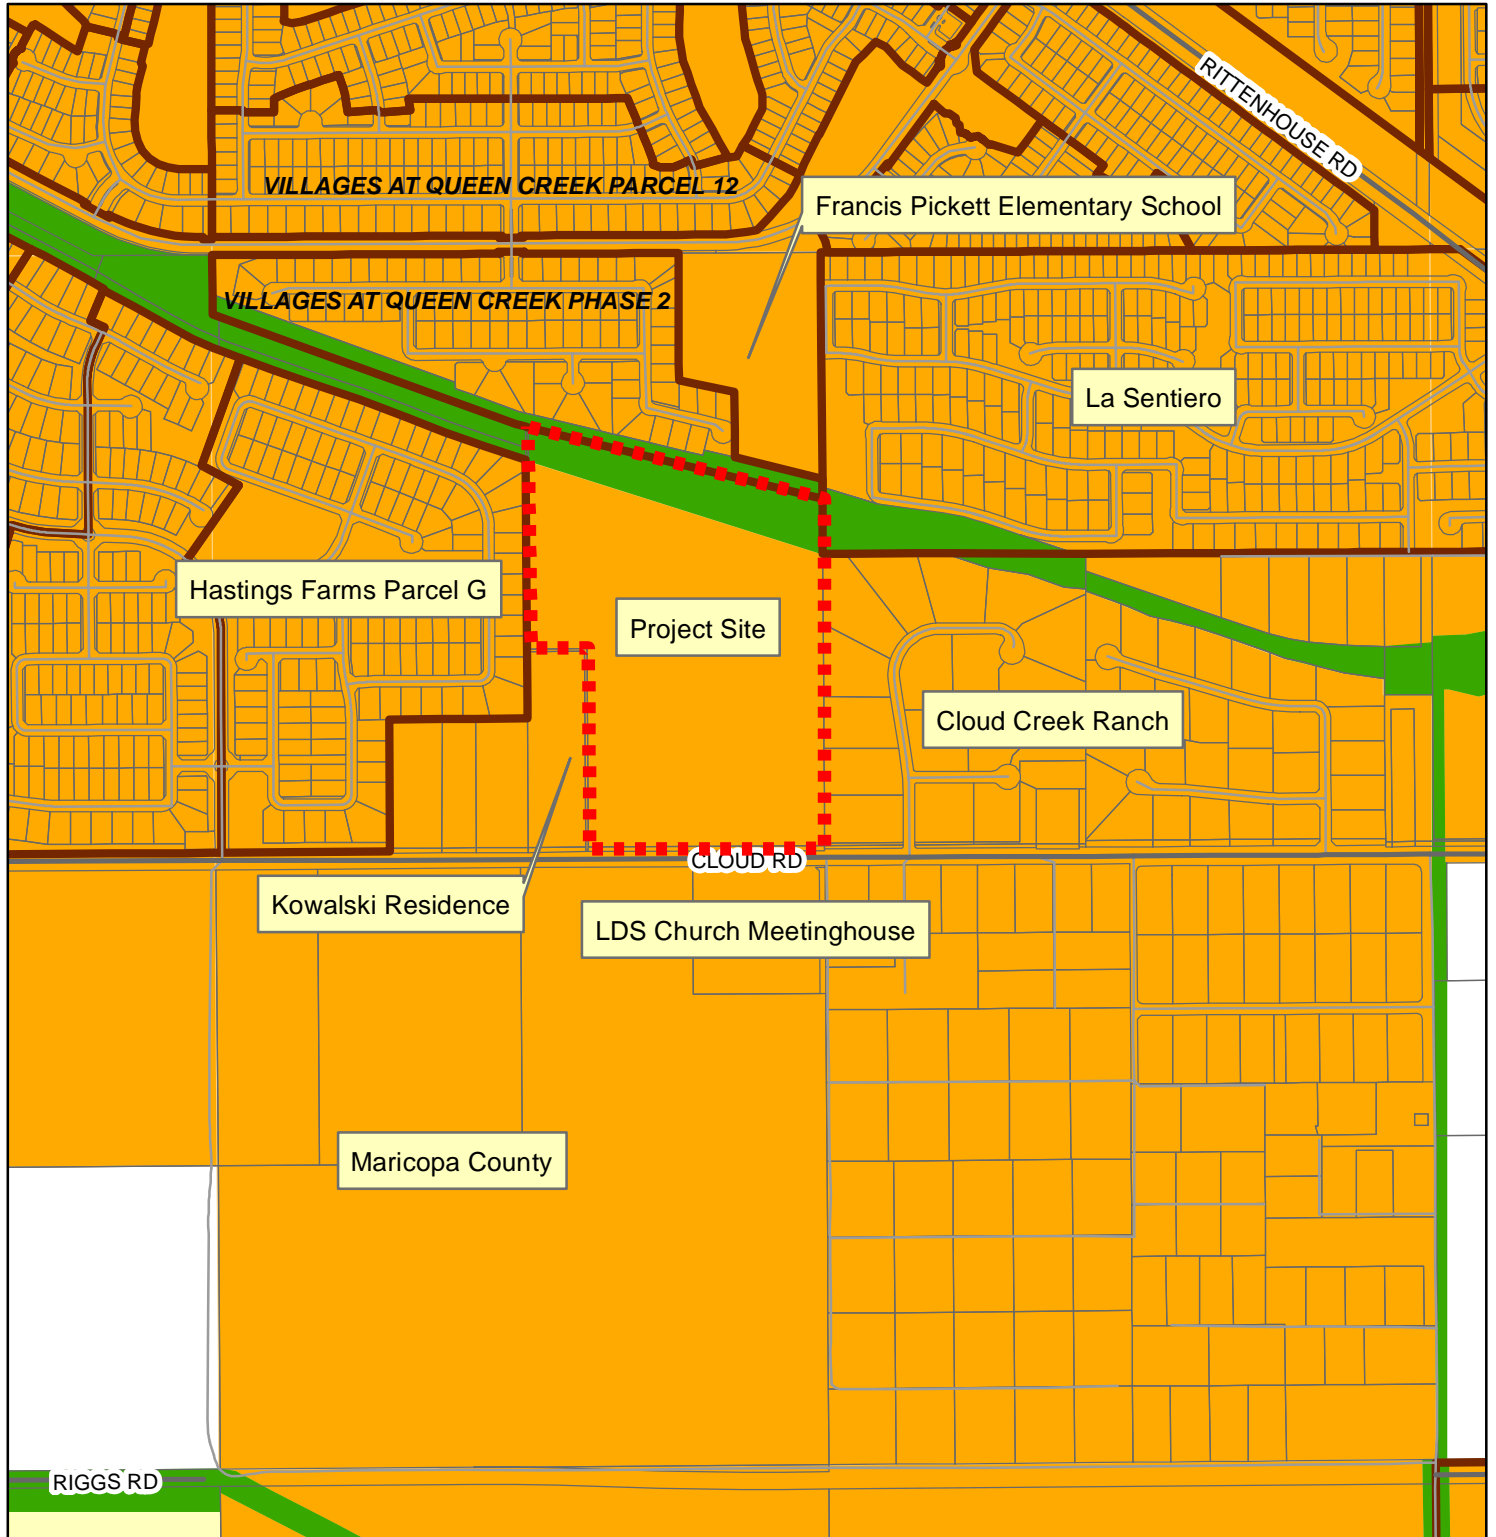 RITTENHOUSE RD
VILLAGES AT QUEEN CREEK PARCEL 12
Francis Pickett Elementary School
VILLAGES AT QUEEN CREEK PHASE 2
La Sentiero
Hastings Farms Parcel G
Project Site
Cloud Creek Ranch
CLOUD RD
Kowalski Residence
LDS Church Meetinghouse
Maricopa County
RIGGS RD